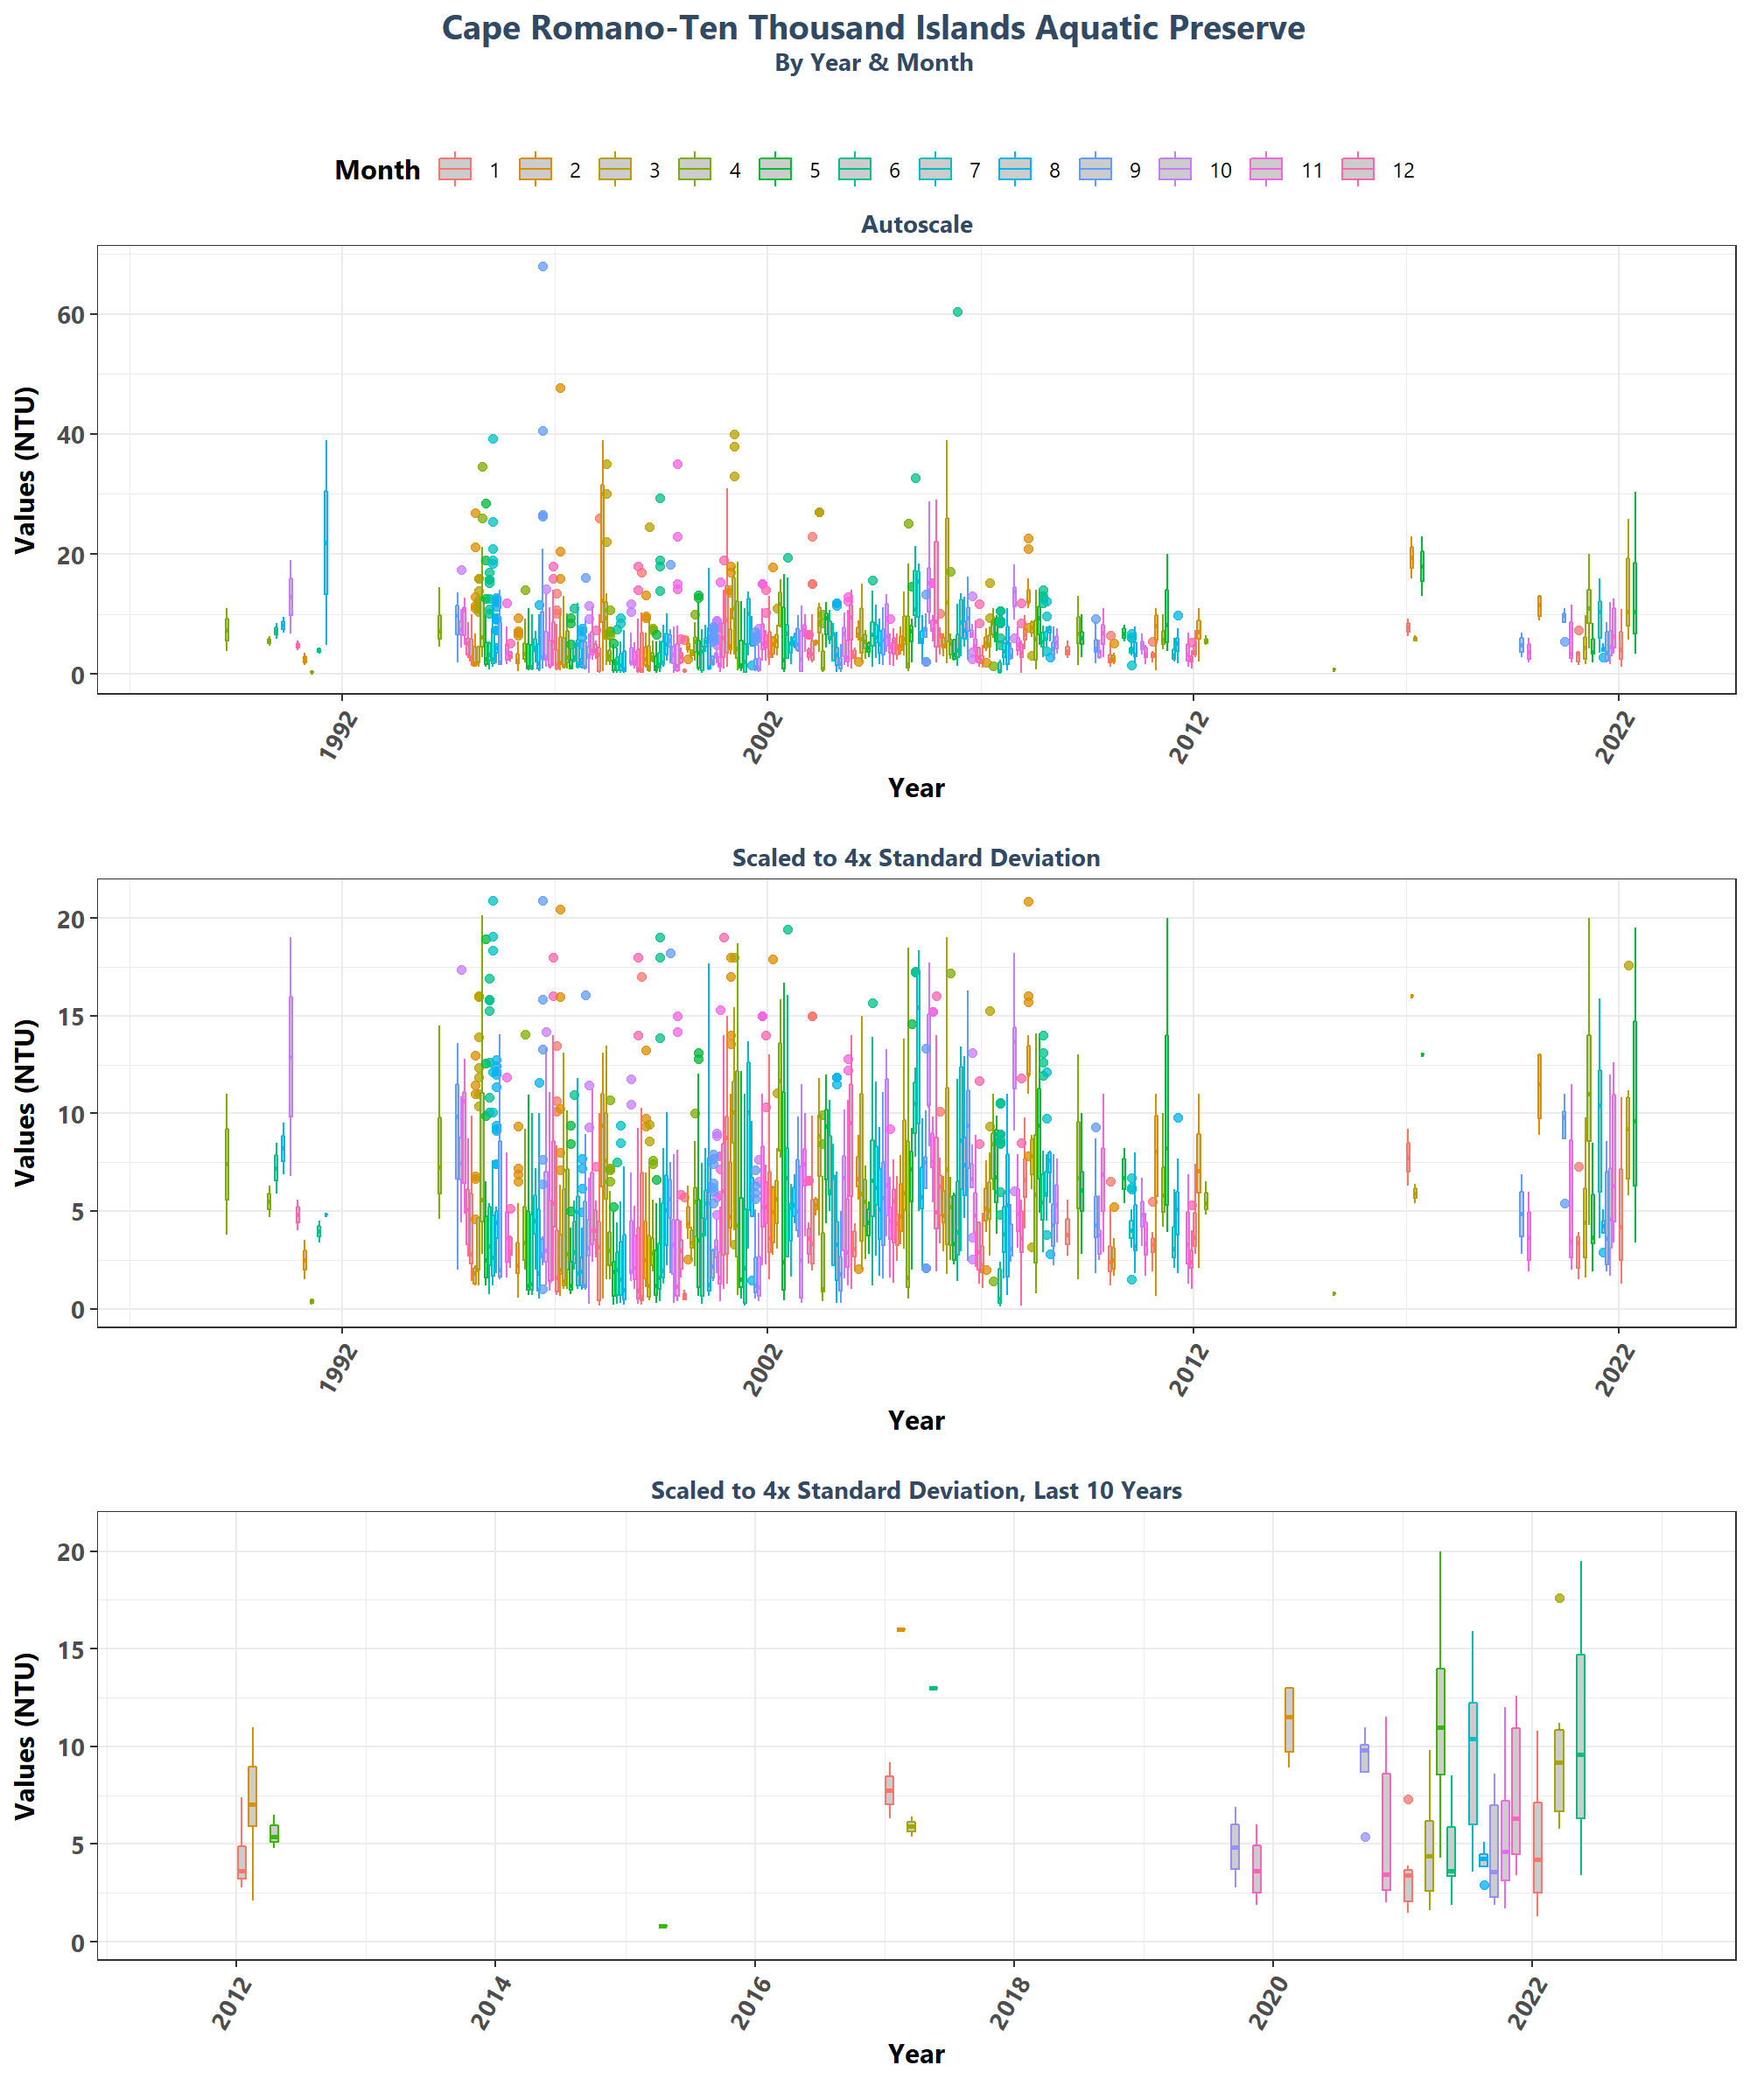 Cape Romano-Ten Thousand Islands Aquatic Preserve
By Year & Month
Month 1 2 3 4 5 6 7 8 9 10 11 12
Autoscale
Values (NTU)
60
40
20
0
1992 2002 2012 2022
Year
Scaled to 4x Standard Deviation
Values (NTU)
20
15
10
5
0
1992 2002 2012 2022
Year
Scaled to 4x Standard Deviation, Last 10 Years
Values (NTU)
20
15
10
5
0
2012 2014 2016 2018 2020 2022
Year